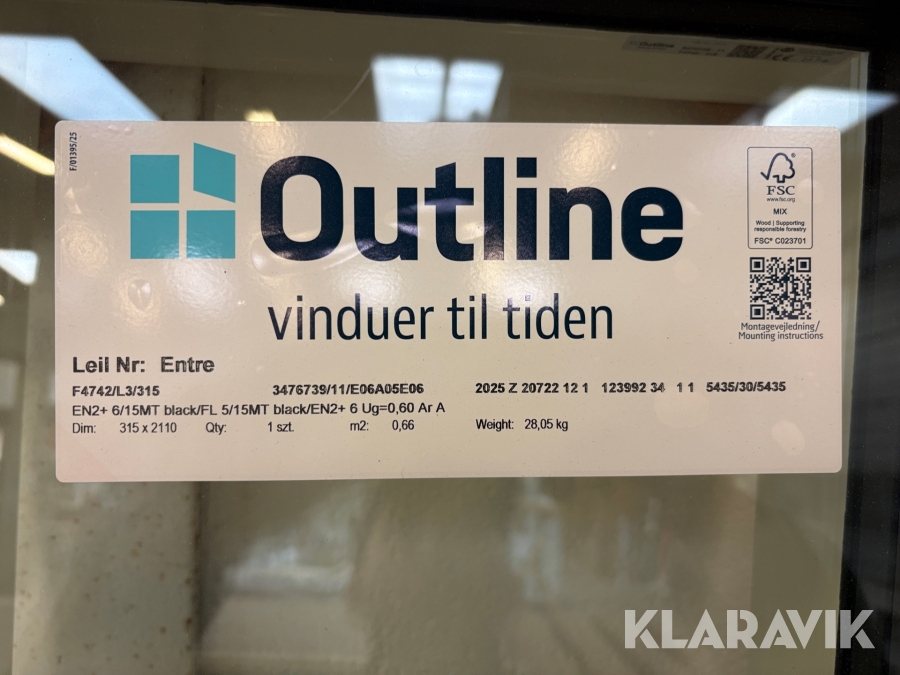 Outline
F/01395/25
Outline
vinduer til tiden
FSC
www.fsc.org
MIX
Wood | Supporting
responsible forestry
FSC® C023701
Montagevejledning/
Mounting instructions
Leil Nr: Entre
F4742/L3/315 3476739/11/E06A05E06 2025 Z 20722 12 1 123992 34 1 1 5435/30/5435
EN2+ 6/15MT black/FL 5/15MT black/EN2+ 6 Ug=0,60 Ar A
Dim: 315 x 2110 Qty: 1 szt. m2: 0,66 Weight: 28,05 kg
KLARAVIK